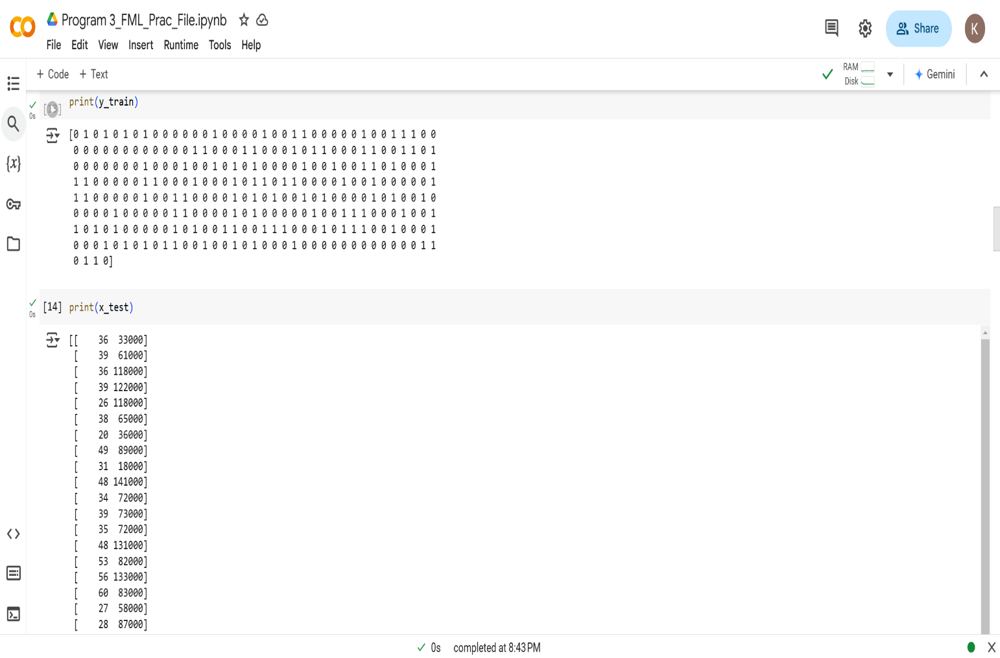 Program 3_FML_Prac_File.ipynb
File Edit View Insert Runtime Tools Help
Share
K
+ Code + Text
RAM
Disk
Gemini
print(y_train)
0s
[0 1 0 1 0 1 0 1 0 0 0 0 0 0 1 0 0 0 0 1 0 0 1 1 0 0 0 0 0 1 0 0 1 1 1 0 0
0 0 0 0 0 0 0 0 0 0 0 0 1 1 0 0 0 1 1 0 0 0 1 0 1 1 0 0 0 1 1 0 0 1 1 0 1
0 0 0 0 0 0 0 1 0 0 0 1 0 0 1 0 1 0 1 0 0 0 0 1 0 0 1 0 0 1 1 0 1 0 0 0 1
1 1 0 0 0 0 0 1 1 0 0 0 1 0 0 0 1 0 1 1 0 1 1 0 0 0 0 1 0 0 1 0 0 0 0 0 1
1 1 0 0 0 0 0 1 0 0 1 1 0 0 0 0 1 0 1 0 1 0 0 1 0 1 0 0 0 0 1 0 1 0 0 1 0
0 0 0 0 1 0 0 0 0 0 1 1 0 0 0 0 1 0 1 0 0 0 0 0 1 0 0 1 1 1 0 0 0 1 0 0 1
1 0 1 0 1 0 0 0 0 0 1 0 1 0 0 1 1 0 0 1 1 1 0 0 0 1 0 1 1 1 0 0 1 0 0 0 1
0 0 0 1 0 1 0 1 0 1 1 0 0 1 0 0 1 0 1 0 0 0 1 0 0 0 0 0 0 0 0 0 0 0 0 1 1
0 1 1 0]
0s
[14] print(x_test)
[[ 36 33000]
[ 39 61000]
[ 36 118000]
[ 39 122000]
[ 26 118000]
[ 38 65000]
[ 20 36000]
[ 49 89000]
[ 31 18000]
[ 48 141000]
[ 34 72000]
[ 39 73000]
[ 35 72000]
[ 48 131000]
[ 53 82000]
[ 56 133000]
[ 60 83000]
[ 27 58000]
[ 28 87000]
0s completed at 8:43 PM